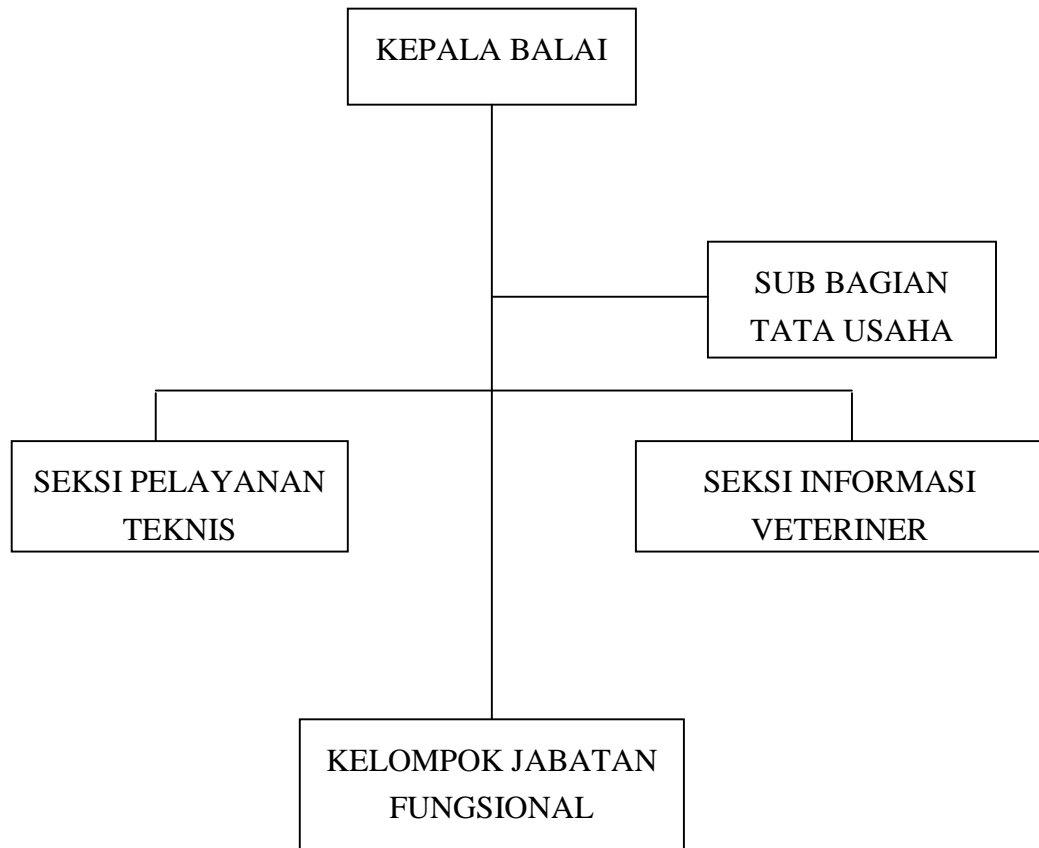 KEPALA BALAI
SUB BAGIAN
TATA USAHA
SEKSI PELAYANAN
TEKNIS
SEKSI INFORMASI
VETERINER
KELOMPOK JABATAN
FUNGSIONAL